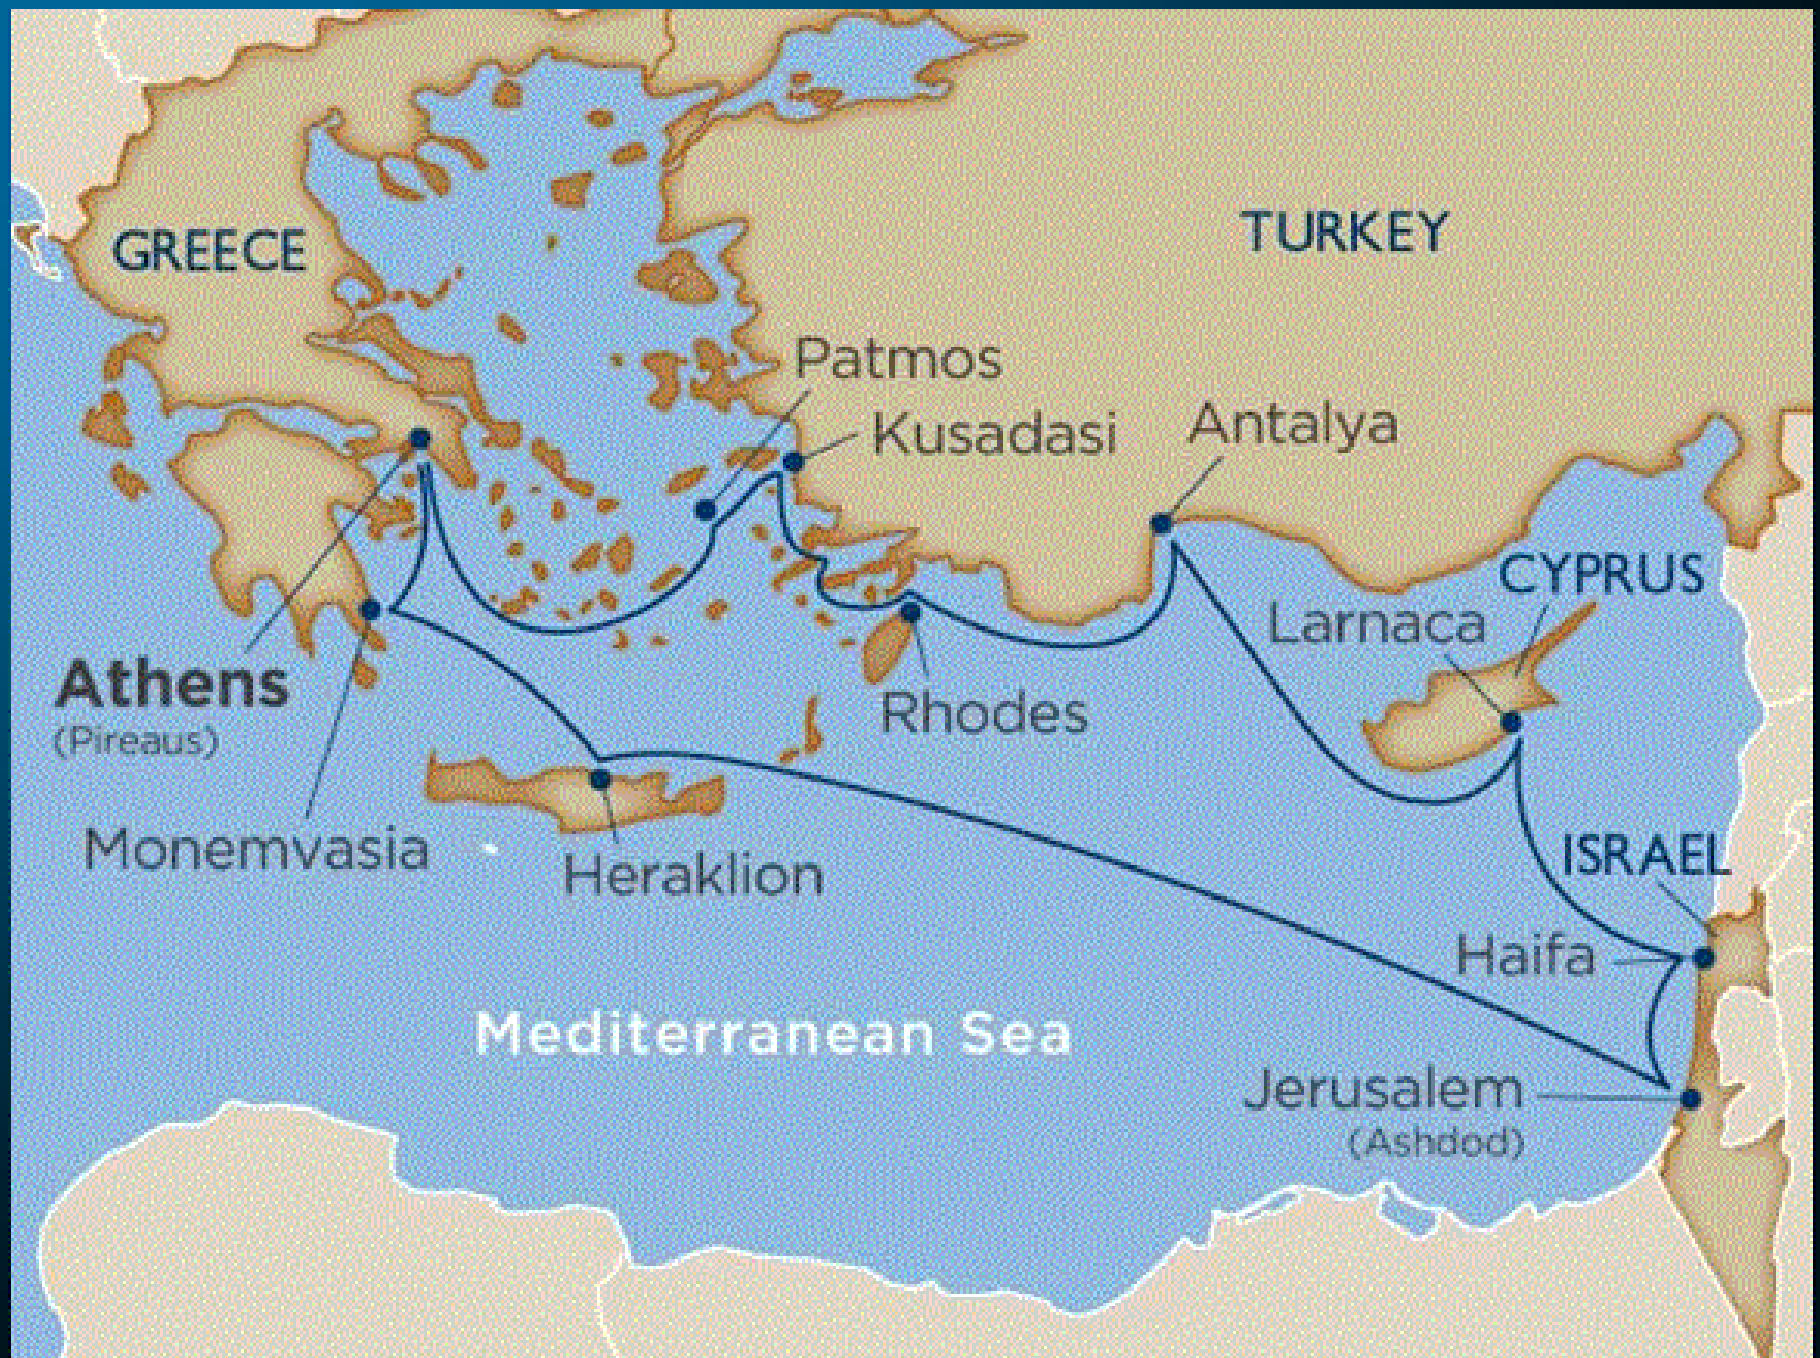 GREECE
TURKEY
Patmos
Kusadasi
Antalya
CYPRUS
Larnaca
Athens
(Pireaus)
Rhodes
Monemvasia
Heraklion
ISRAEL
Haifa
Mediterranean Sea
Jerusalem
(Ashdod)